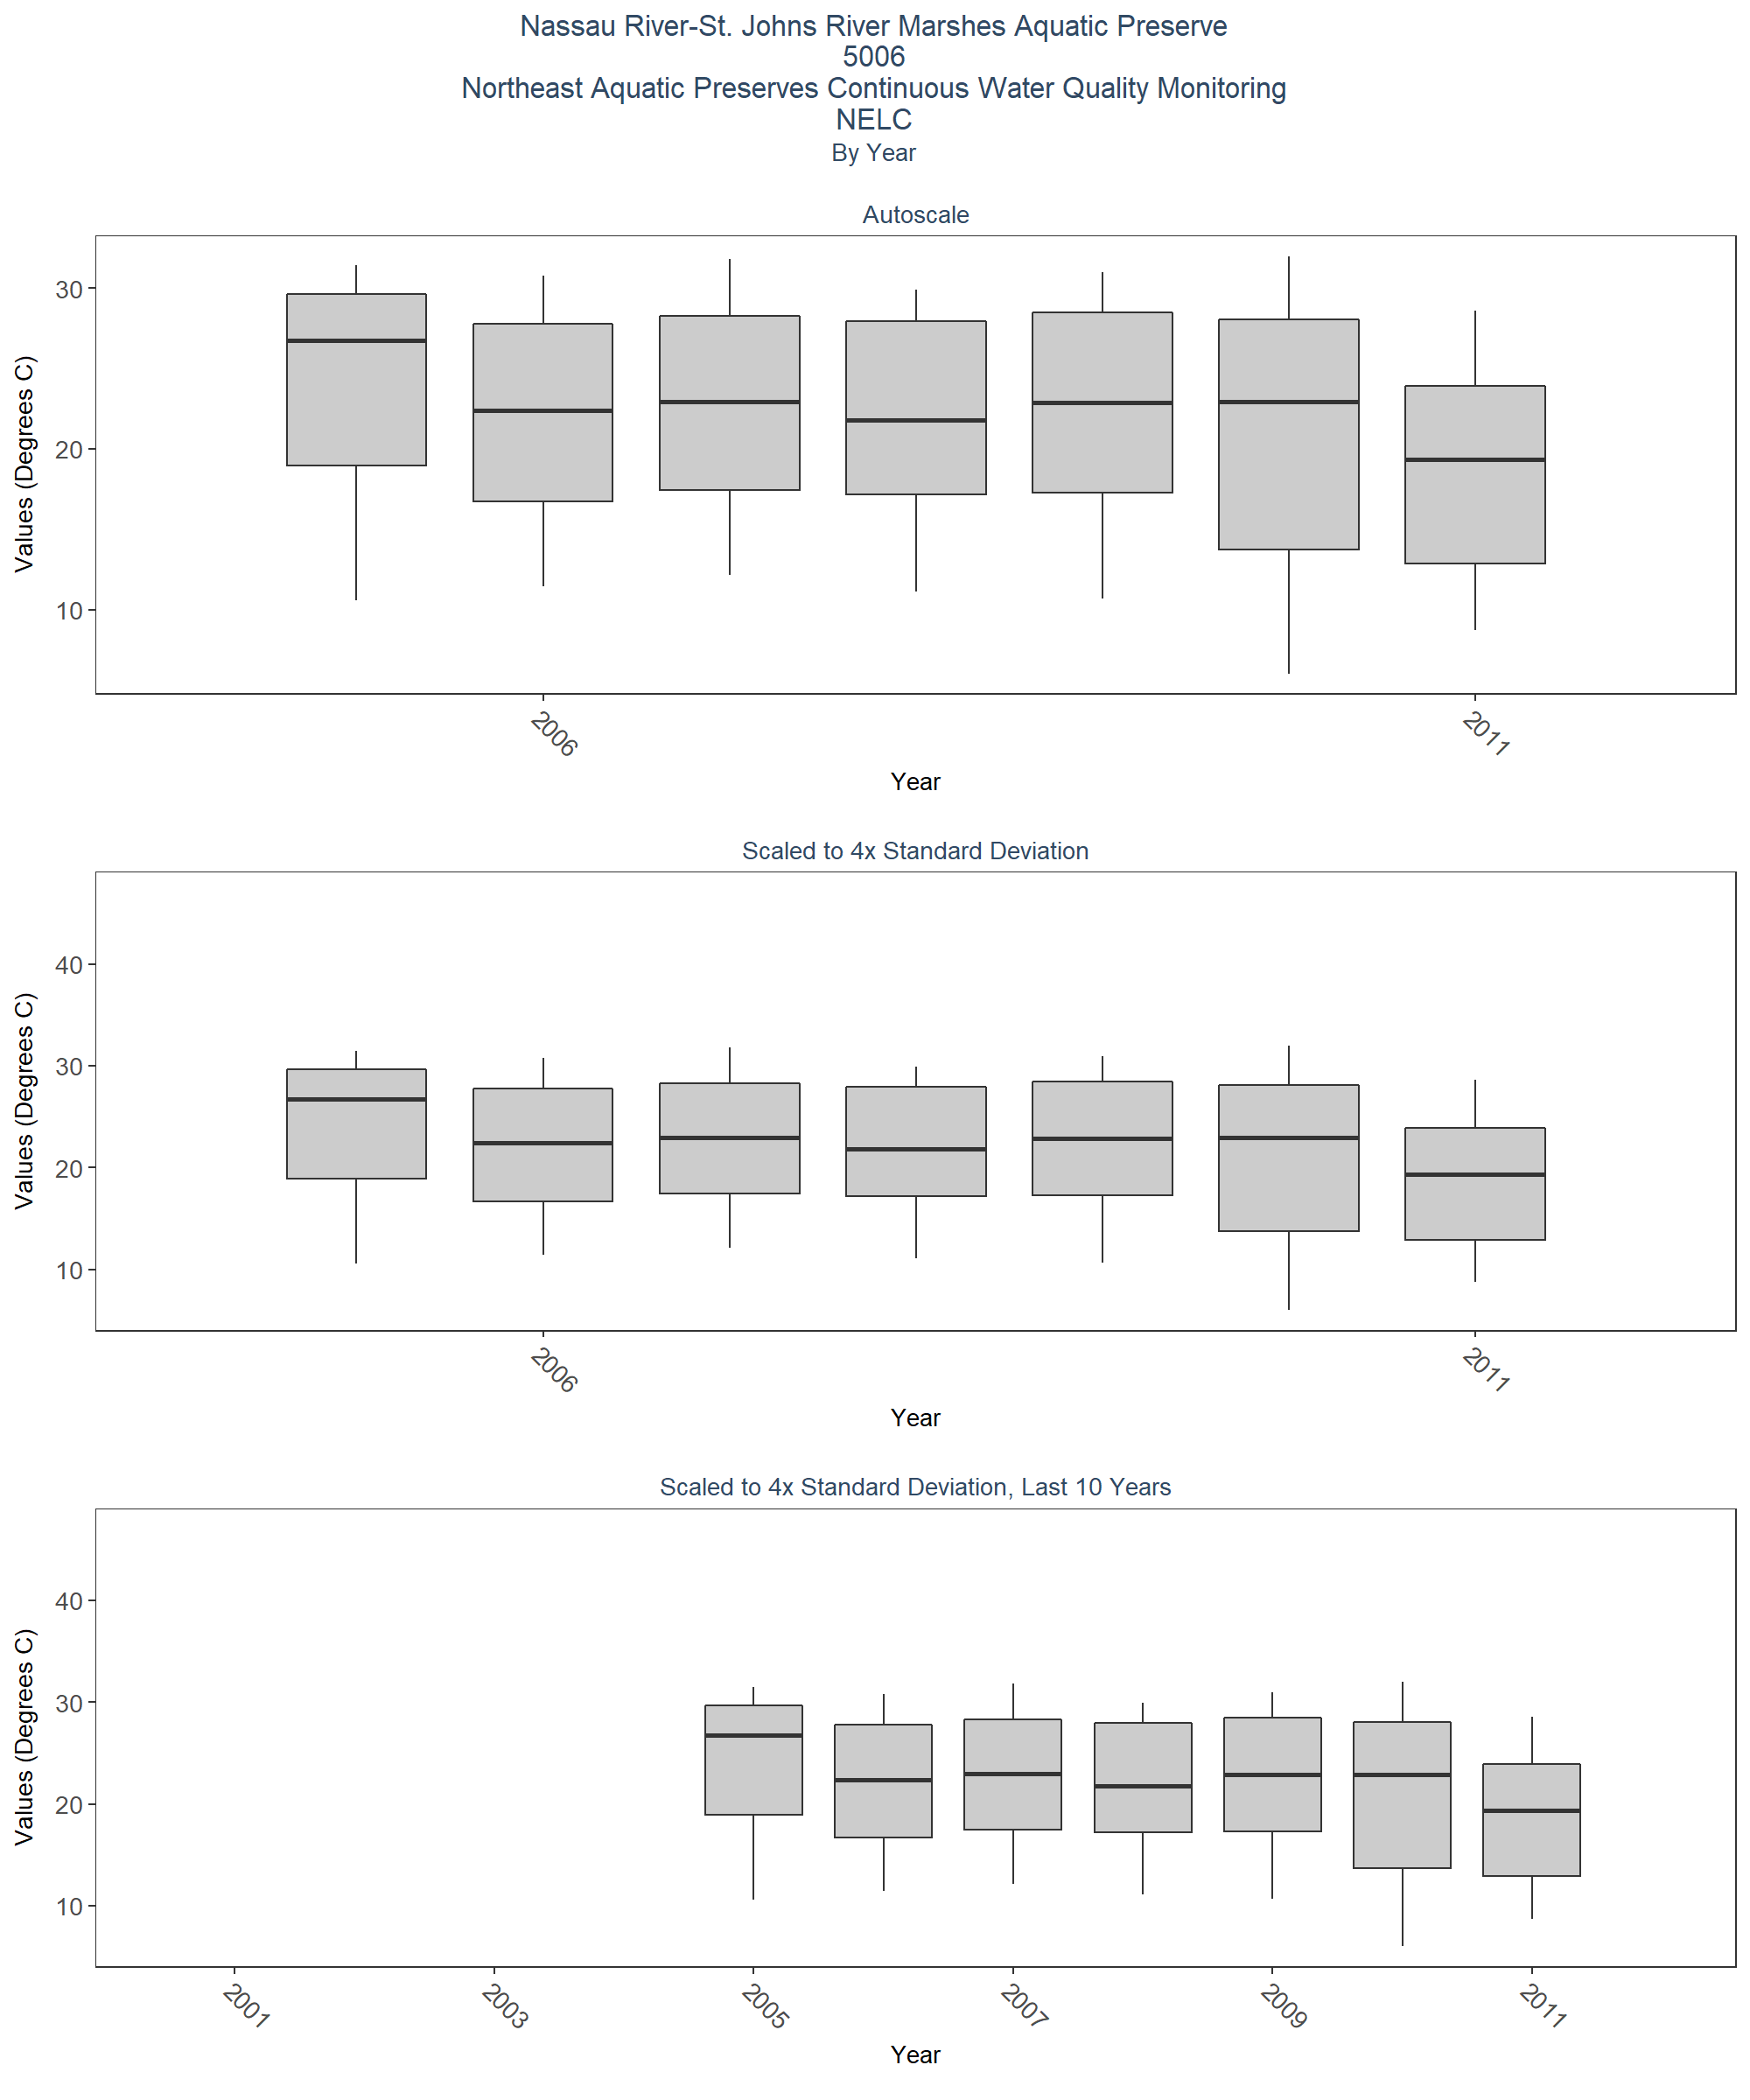 Nassau River-St. Johns River Marshes Aquatic Preserve
5006
Northeast Aquatic Preserves Continuous Water Quality Monitoring
NELC
By Year
Autoscale
Values (Degrees C)
30
20
10
2006
2011
Year
Scaled to 4x Standard Deviation
Values (Degrees C)
40
30
20
10
2006
2011
Year
Scaled to 4x Standard Deviation, Last 10 Years
Values (Degrees C)
40
30
20
10
2001
2003
2005
2007
2009
2011
Year